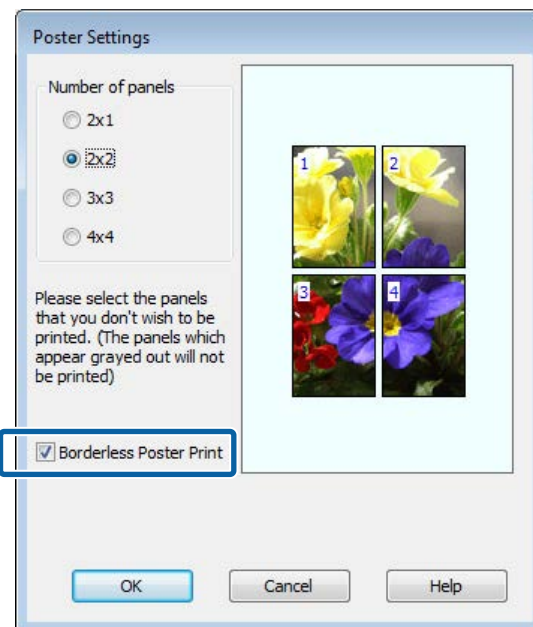 Poster Settings
Number of panels
2x1
2x2
3x3
4x4
Please select the panels
that you don't wish to be
printed. (The panels which
appear grayed out will not
be printed)
Borderless Poster Print
1 2
3 4
OK Cancel Help